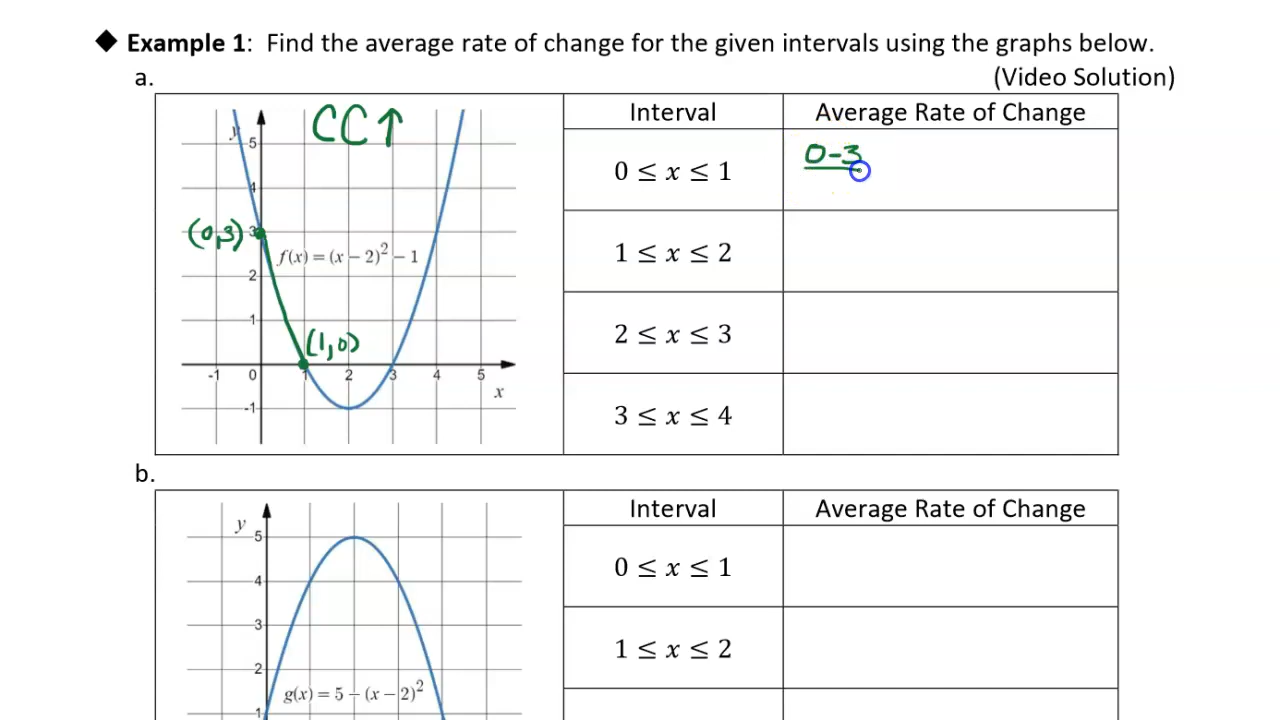 ◆ Example 1: Find the average rate of change for the given intervals using the graphs below.
a.
(Video Solution)
CC↑
y
5
4
3
2
1
-1
(0,3)
f(x) = (x − 2)² − 1
(1,0)
-1 0 1 2 3 4 5
x
Interval Average Rate of Change
0 ≤ x ≤ 1 0-3
1 ≤ x ≤ 2
2 ≤ x ≤ 3
3 ≤ x ≤ 4
b.
y
5
4
3
2
1
g(x) = 5 − (x − 2)²
Interval Average Rate of Change
0 ≤ x ≤ 1
1 ≤ x ≤ 2